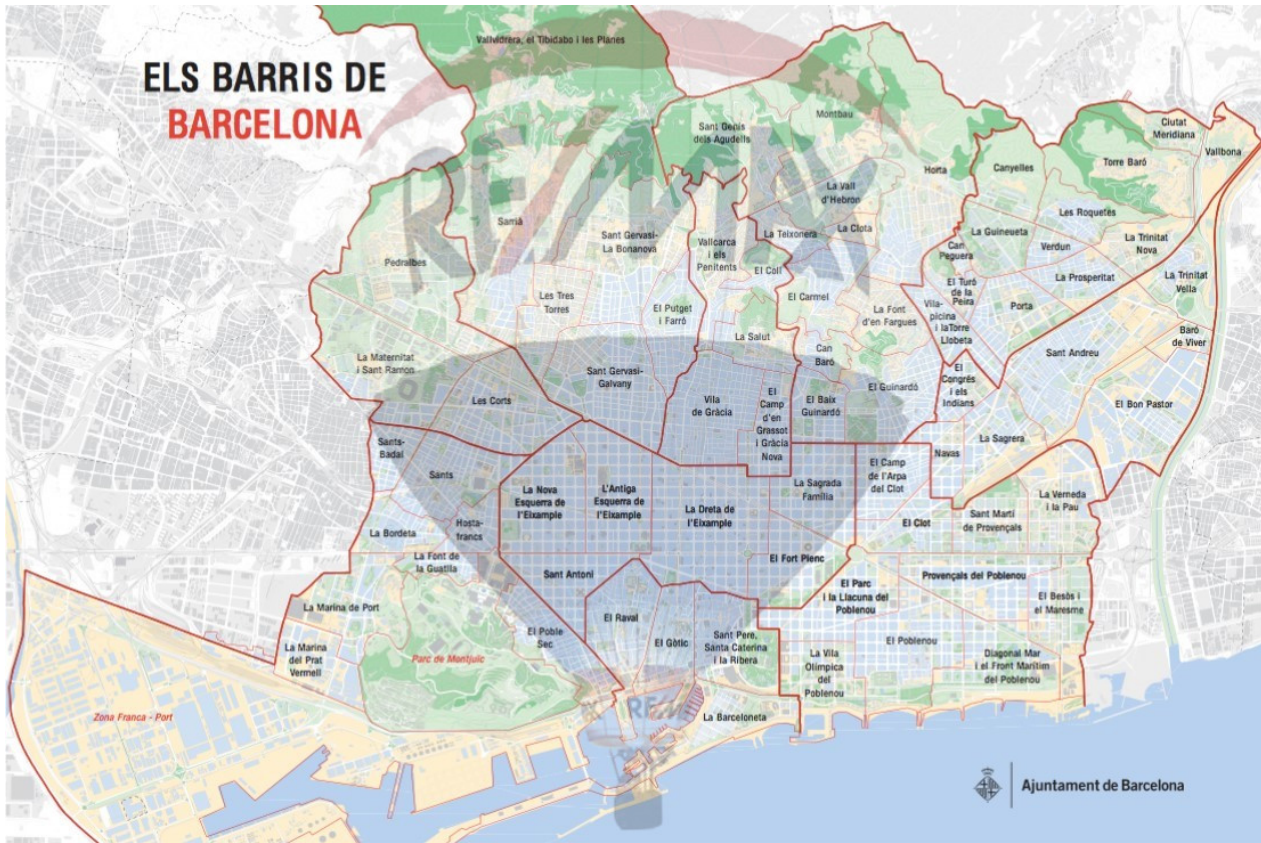 ELS BARRIS DE
BARCELONA
Vallvidrera, el Tibidabo i les Planes
RE/MAX
Sant Genís
dels Agudells
Montbau
Ciutat
Meridiana
Vallbona
Torre Baró
Canyelles
Horta
La Vall
d'Hebron
Les Roquetes
Sarrià
Sant Gervasi-
La Bonanova
La Teixonera
La Clota
La Guineueta
Verdun
La Trinitat
Nova
Vallcarca
i els
Penitents
Can
Peguera
Pedralbes
El Coll
La Prosperitat
La Trinitat
Vella
El Turó
de la
Peira
Les Tres
Torres
El Putget
i Farró
El Carmel
La Font
d'en Fargues
Vila-
picina
i la Torre
Llobeta
Porta
La Salut
Baró
de Viver
La Maternitat
i Sant Ramon
Can
Baró
Sant Andreu
Sant Gervasi-
Galvany
El
Congrés
i els
Indians
Les Corts
Vila
de Gràcia
El
Camp
d'en
Grassot
i Gràcia
Nova
El Baix
Guinardó
El Guinardó
El Bon Pastor
Sants-
Badal
La Sagrera
Navas
Sants
El Camp
de l'Arpa
del Clot
La Nova
Esquerra de
l'Eixample
L'Antiga
Esquerra de
l'Eixample
La Dreta de
l'Eixample
La Sagrada
Família
La Verneda
i la Pau
Sant Martí
de Provençals
El Clot
La Bordeta
Hosta-
francs
La Font de
la Guatlla
El Fort Pienc
Sant Antoni
Provençals del Poblenou
El Parc
i la Llacuna del
Poblenou
El Besòs i
el Maresme
La Marina de Port
El Raval
El Poble
Sec
El Gòtic
Sant Pere,
Santa Caterina
i la Ribera
El Poblenou
La Marina
del Prat
Vermell
Parc de Montjuïc
La Vila
Olímpica
del
Poblenou
Diagonal Mar
i el Front Marítim
del Poblenou
Zona Franca - Port
La Barceloneta
Ajuntament de Barcelona